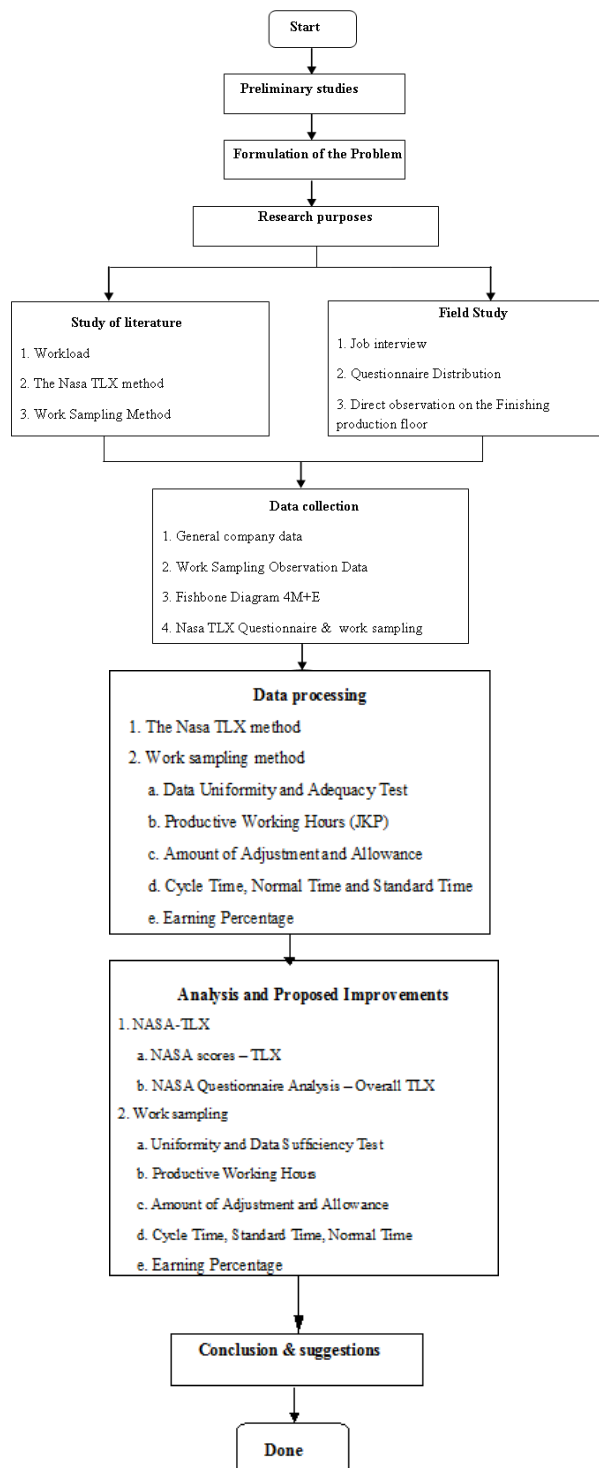 Start
Preliminary studies
Formulation of the Problem
Research purposes
Study of literature
1. Workload
2. The Nasa TLX method
3. Work Sampling Method
Field Study
1. Job interview
2. Questionnaire Distribution
3. Direct observation on the Finishing
production floor
Data collection
1. General company data
2. Work Sampling Observation Data
3. Fishbone Diagram 4M+E
4. Nasa TLX Questionnaire & work sampling
Data processing
1. The Nasa TLX method
2. Work sampling method
a. Data Uniformity and Adequacy Test
b. Productive Working Hours (JKP)
c. Amount of Adjustment and Allowance
d. Cycle Time, Normal Time and Standard Time
e. Earning Percentage
Analysis and Proposed Improvements
1. NASA-TLX
a. NASA scores – TLX
b. NASA Questionnaire Analysis – Overall TLX
2. Work sampling
a. Uniformity and Data Sufficiency Test
b. Productive Working Hours
c. Amount of Adjustment and Allowance
d. Cycle Time, Standard Time, Normal Time
e. Earning Percentage
Conclusion & suggestions
Done